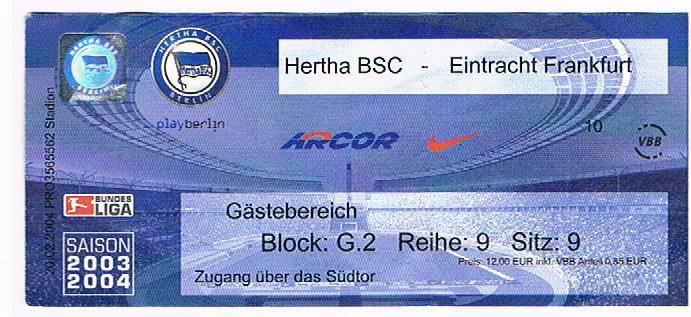 HERTHA BSC
BERLIN
playberlin
Hertha BSC - Eintracht Frankfurt
ARCOR
10
VBB
20.02.2004 PRO3565562 Stadion
BUNDES
LIGA
SAISON
2003
2004
Gästebereich
Block: G.2 Reihe: 9 Sitz: 9
Preis: 12,00 EUR inkl. VBB Anteil 0,85 EUR
Zugang über das Südtor